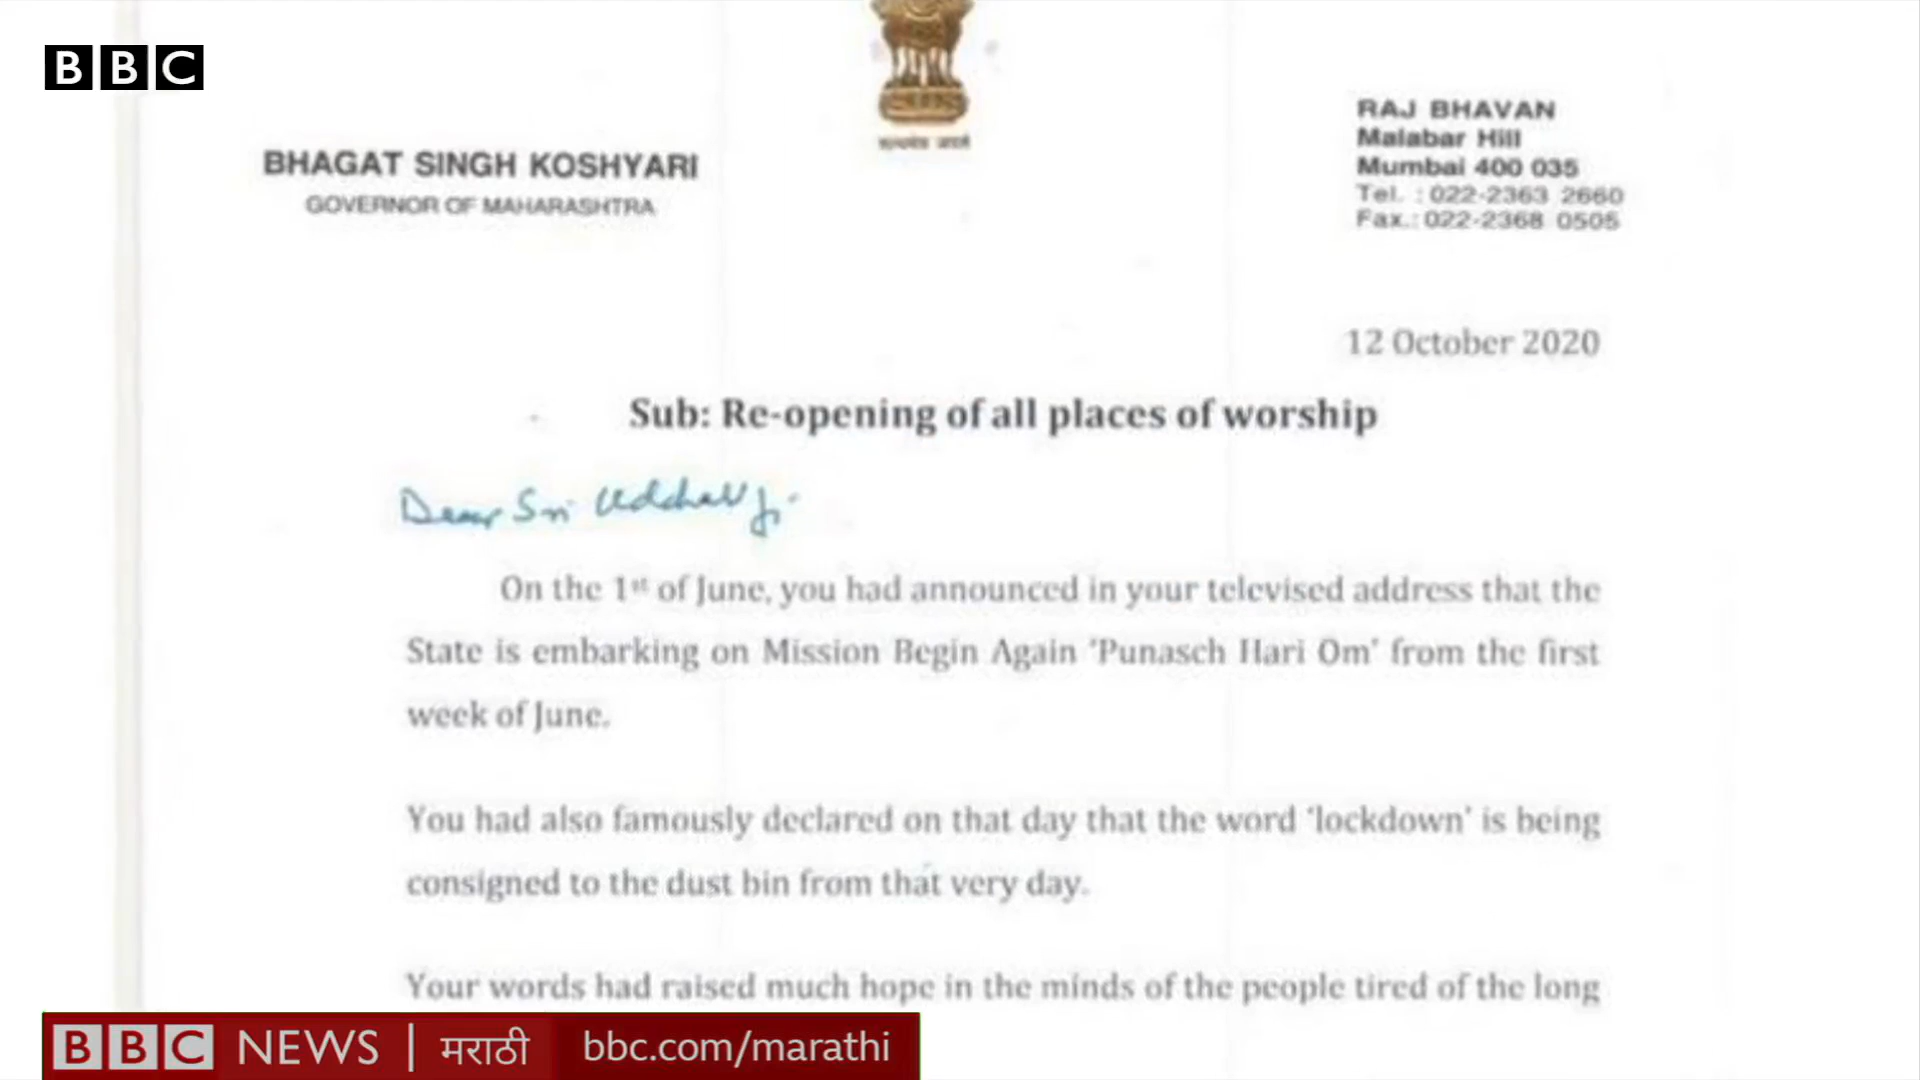 BBC
BHAGAT SINGH KOSHYARI
GOVERNOR OF MAHARASHTRA
सत्यमेव जयते
RAJ BHAVAN
Malabar Hill
Mumbai 400 035
Tel. : 022-2363 2660
Fax.: 022-2368 0505
12 October 2020
Sub: Re-opening of all places of worship
Dear Sri Uddhav ji.
On the 1st of June, you had announced in your televised address that the
State is embarking on Mission Begin Again 'Punasch Hari Om' from the first
week of June.
You had also famously declared on that day that the word 'lockdown' is being
consigned to the dust bin from that very day.
Your words had raised much hope in the minds of the people tired of the long
BBC NEWS | मराठी bbc.com/marathi